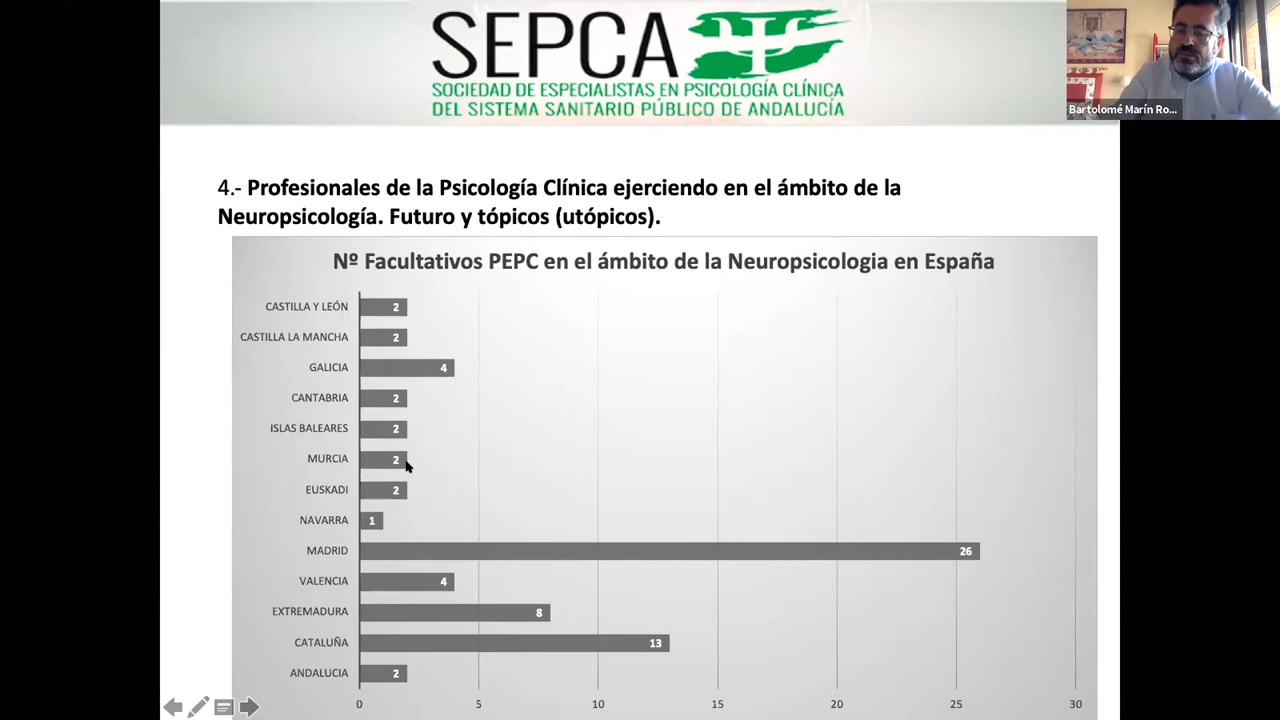 SEPCA
SOCIEDAD DE ESPECIALISTAS EN PSICOLOGÍA CLÍNICA
DEL SISTEMA SANITARIO PÚBLICO DE ANDALUCÍA
Bartolomé Marín Ro...
4.- Profesionales de la Psicología Clínica ejerciendo en el ámbito de la
Neuropsicología. Futuro y tópicos (utópicos).
Nº Facultativos PEPC en el ámbito de la Neuropsicologia en España
CASTILLA Y LEÓN 2
CASTILLA LA MANCHA 2
GALICIA 4
CANTABRIA 2
ISLAS BALEARES 2
MURCIA 2
EUSKADI 2
NAVARRA 1
MADRID 26
VALENCIA 4
EXTREMADURA 8
CATALUÑA 13
ANDALUCIA 2
0 5 10 15 20 25 30